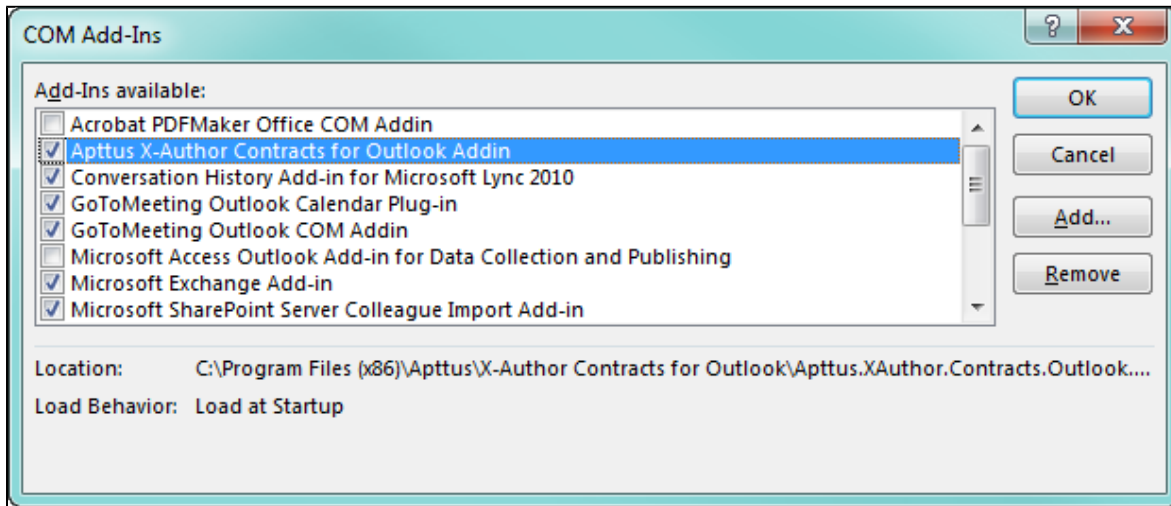 COM Add-Ins
Add-Ins available:
Acrobat PDFMaker Office COM Addin
Apttus X-Author Contracts for Outlook Addin
Conversation History Add-in for Microsoft Lync 2010
GoToMeeting Outlook Calendar Plug-in
GoToMeeting Outlook COM Addin
Microsoft Access Outlook Add-in for Data Collection and Publishing
Microsoft Exchange Add-in
Microsoft SharePoint Server Colleague Import Add-in
OK
Cancel
Add...
Remove
Location: C:\Program Files (x86)\Apttus\X-Author Contracts for Outlook\Apttus.XAuthor.Contracts.Outlook....
Load Behavior: Load at Startup